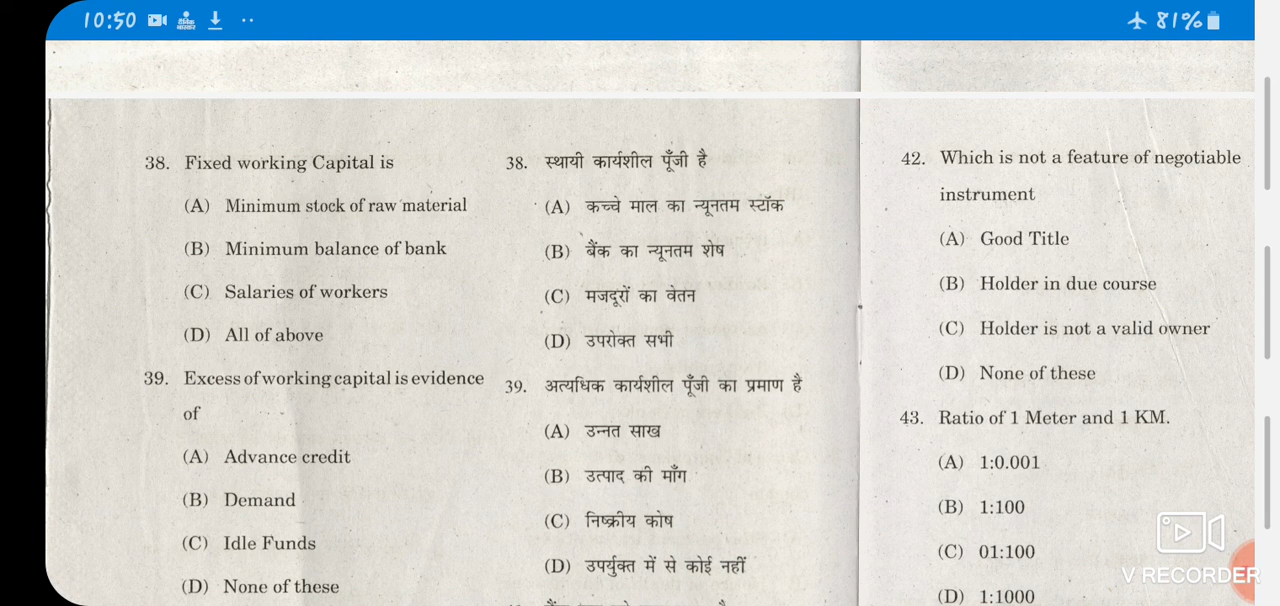 10:50
दैनिक
भास्कर
81%
38. Fixed working Capital is
(A) Minimum stock of raw material
(B) Minimum balance of bank
(C) Salaries of workers
(D) All of above
39. Excess of working capital is evidence
of
(A) Advance credit
(B) Demand
(C) Idle Funds
(D) None of these
38. स्थायी कार्यशील पूँजी है
(A) कच्चे माल का न्यूनतम स्टॉक
(B) बैंक का न्यूनतम शेष
(C) मजदूरों का वेतन
(D) उपरोक्त सभी
39. अत्यधिक कार्यशील पूँजी का प्रमाण है
(A) उन्नत साख
(B) उत्पाद की माँग
(C) निष्क्रीय कोष
(D) उपर्युक्त में से कोई नहीं
42. Which is not a feature of negotiable
instrument
(A) Good Title
(B) Holder in due course
(C) Holder is not a valid owner
(D) None of these
43. Ratio of 1 Meter and 1 KM.
(A) 1:0.001
(B) 1:100
(C) 01:100
(D) 1:1000
V RECORDER